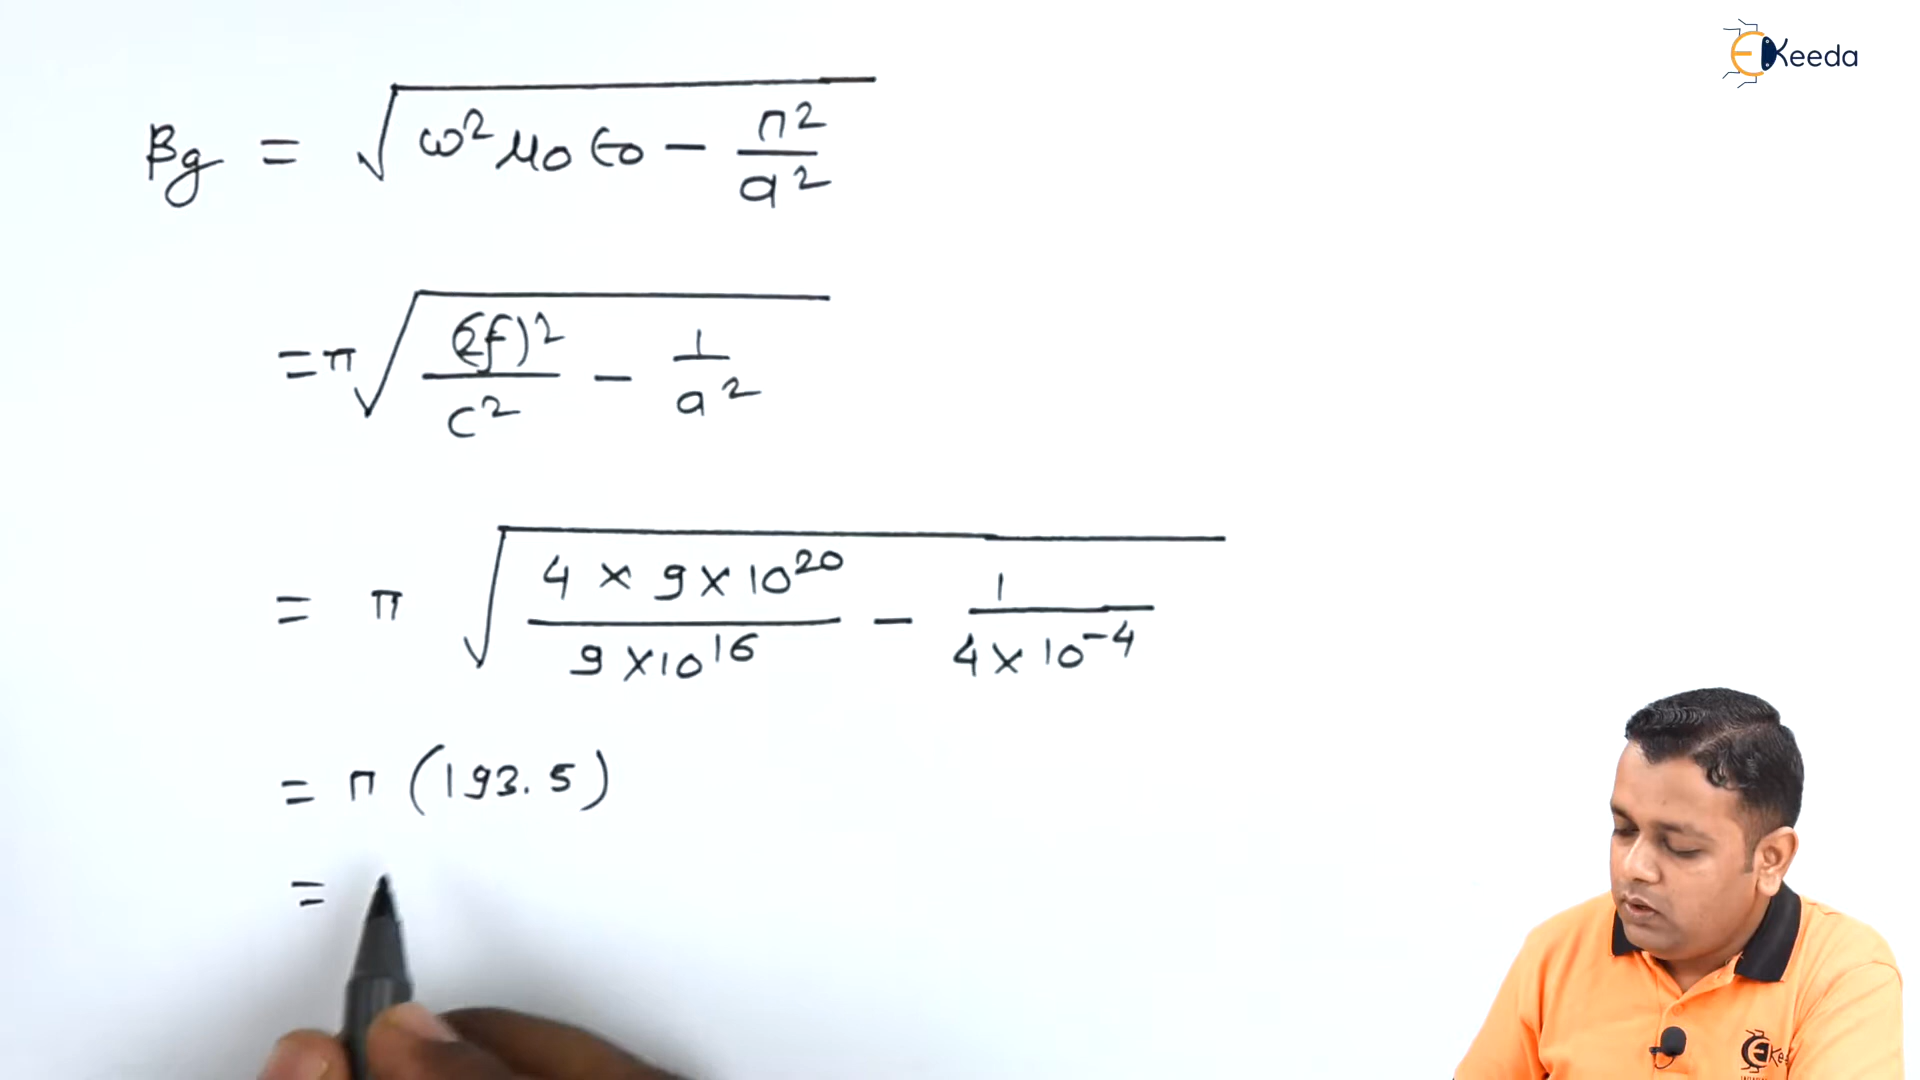 EKeeda
βg = √(ω²μ₀ε₀ − π²/a²)
= π√((2f)²/c² − 1/a²)
= π √(4 × 9 × 10²⁰/9 × 10¹⁶ − 1/4 × 10⁻⁴)
= π (193.5)
=